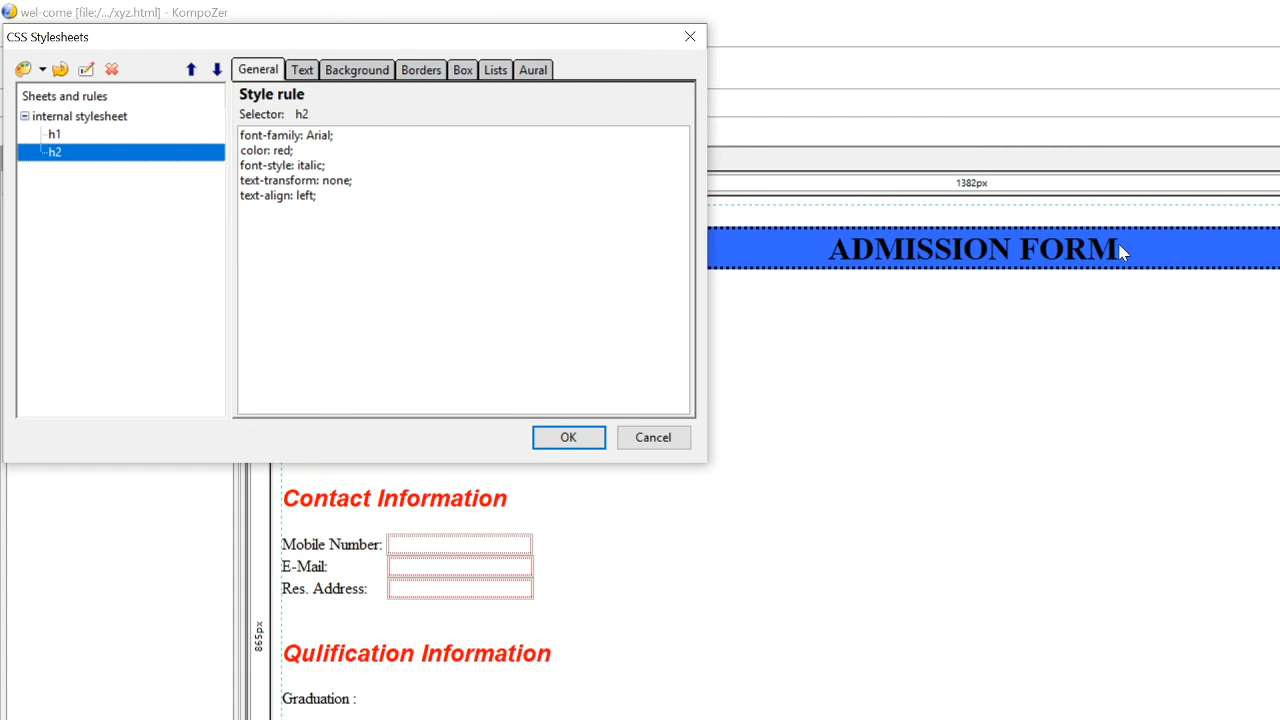 wel-come [file:/.../xyz.html] - KompoZer
CSS Stylesheets
General Text Background Borders Box Lists Aural
Sheets and rules
internal stylesheet
h1
h2
Style rule
Selector: h2
font-family: Arial;
color: red;
font-style: italic;
text-transform: none;
text-align: left;
OK Cancel
1382px
ADMISSION FORM
Contact Information
Mobile Number:
E-Mail:
Res. Address:
865px
Qulification Information
Graduation :